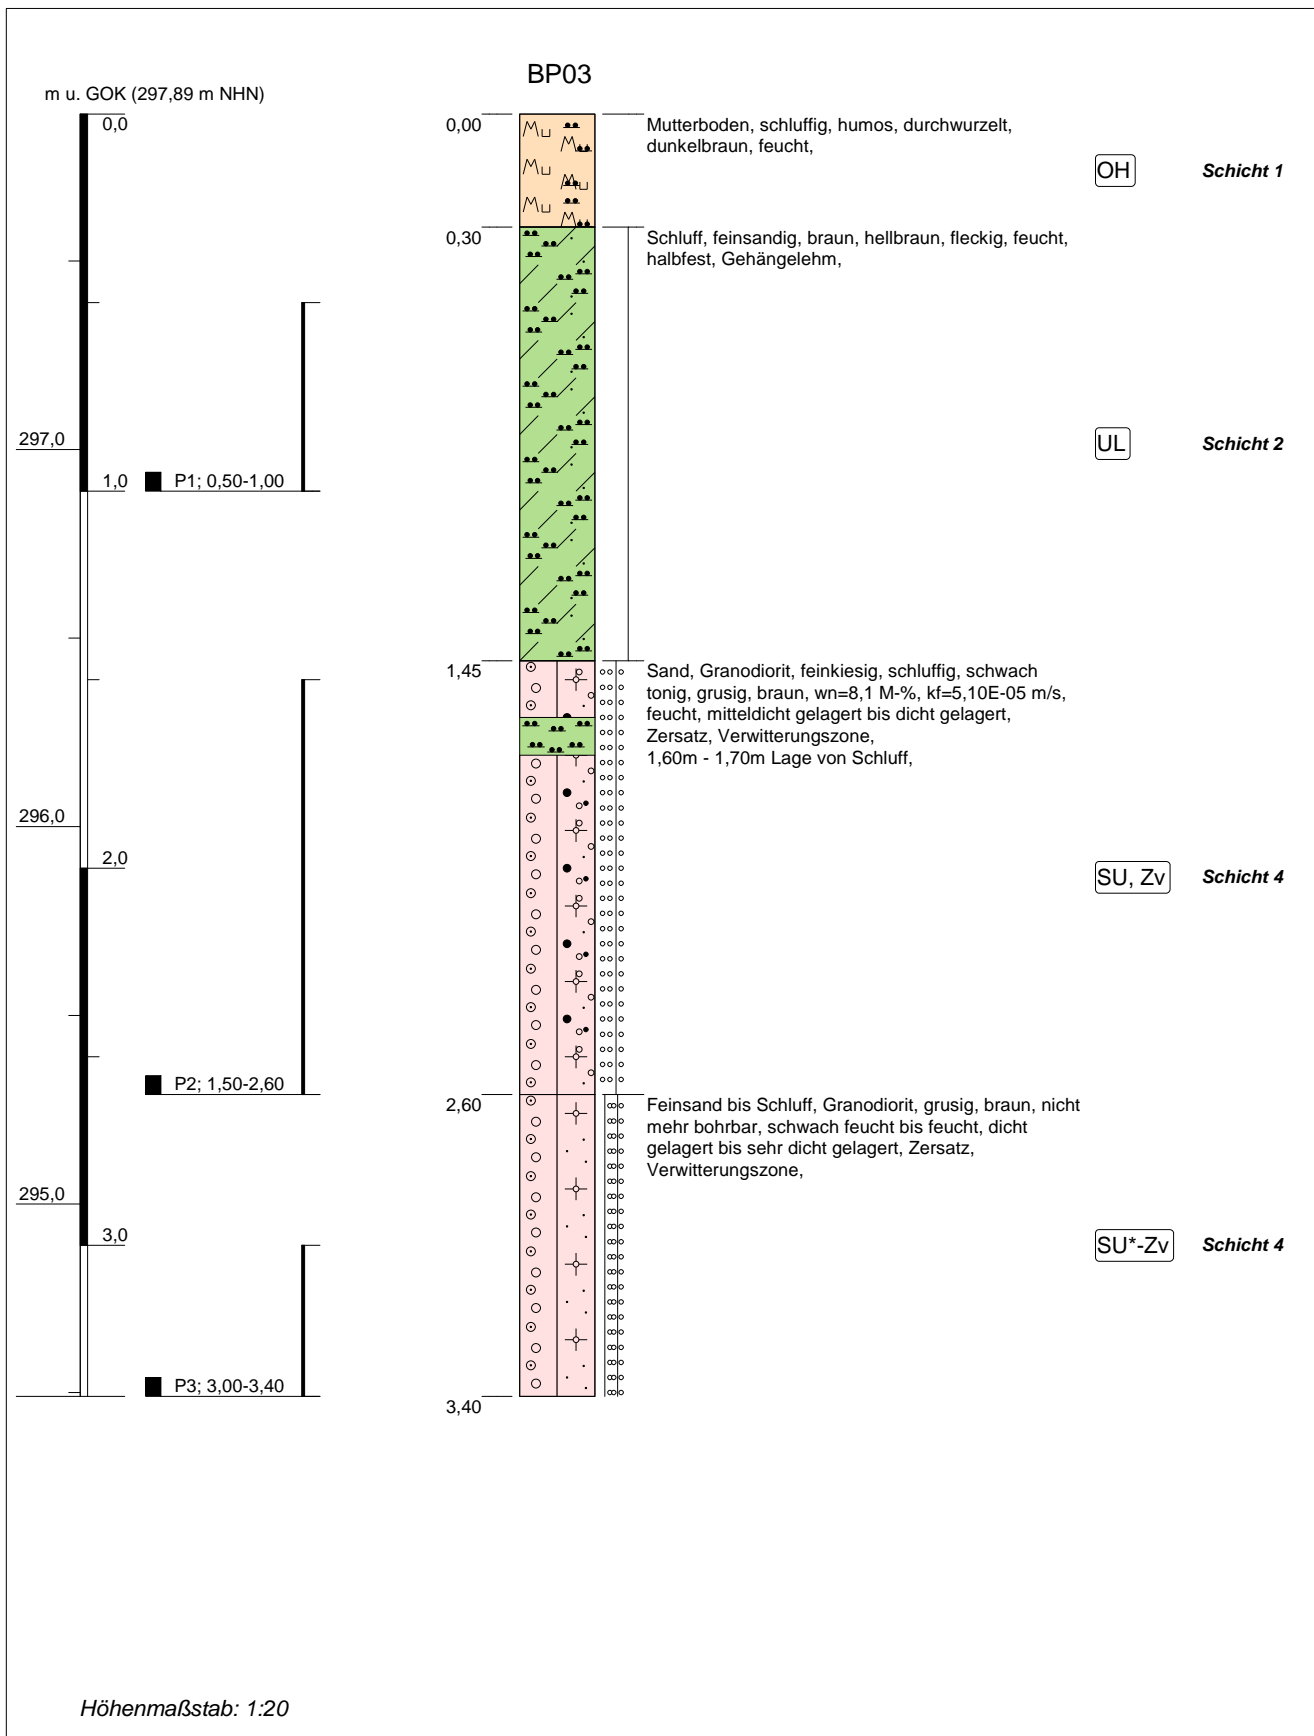 BP03
m u. GOK (297,89 m NHN)
0,0
0,00
Mutterboden, schluffig, humos, durchwurzelt,
dunkelbraun, feucht,
OH
Schicht 1
0,30
Schluff, feinsandig, braun, hellbraun, fleckig, feucht,
halbfest, Gehängelehm,
297,0
UL
Schicht 2
1,0
P1; 0,50-1,00
1,45
Sand, Granodiorit, feinkiesig, schluffig, schwach
tonig, grusig, braun, wn=8,1 M-%, kf=5,10E-05 m/s,
feucht, mitteldicht gelagert bis dicht gelagert,
Zersatz, Verwitterungszone,
1,60m - 1,70m Lage von Schluff,
296,0
2,0
SU, Zv
Schicht 4
P2; 1,50-2,60
2,60
Feinsand bis Schluff, Granodiorit, grusig, braun, nicht
mehr bohrbar, schwach feucht bis feucht, dicht
gelagert bis sehr dicht gelagert, Zersatz,
Verwitterungszone,
295,0
3,0
SU*-Zv
Schicht 4
P3; 3,00-3,40
3,40
Höhenmaßstab: 1:20